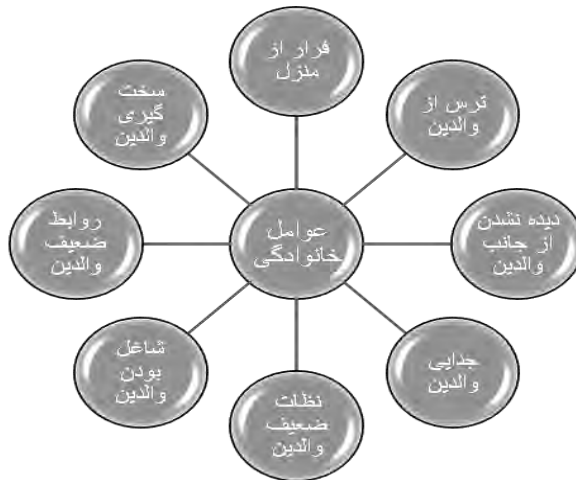 فرار از
منزل
ترس از
والدین
دیده نشدن
از جانب
والدین
جدایی
والدین
نظات
ضعیف
والدین
شاغل
بودن
والدین
روابط
ضعیف
والدین
سخت
گیری
والدین
عوامل
خانوادگی